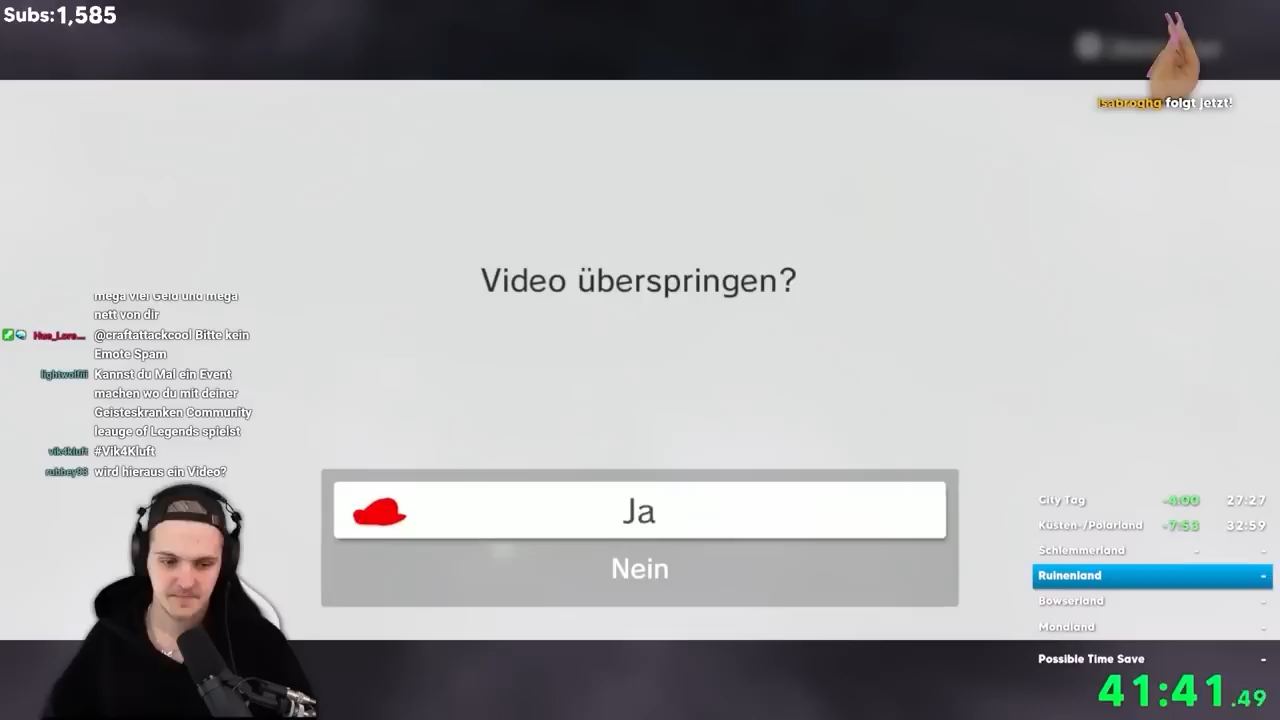 Subs:1,585
Isabroghg folgt jetzt!
Video überspringen?
mega viel Geld und mega
nett von dir
@craftattackcool Bitte kein
Emote Spam
lightwolfiii Kannst du Mal ein Event
machen wo du mit deiner
Geisteskranken Community
leauge of Legends spielst
vik4kluft #Vik4Kluft
rubbey93 wird hieraus ein Video?
Ja
Nein
City Tag -4:00 27:27
Küsten-/Polarland -7:53 32:59
Schlemmerland - -
Ruinenland -
Bowserland -
Mondland -
Possible Time Save -
41:41.49